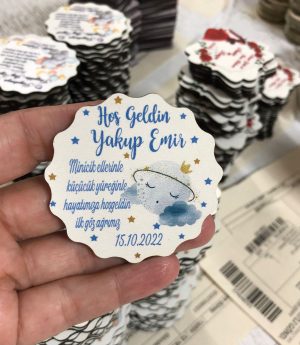 Hoş Geldin
Yakup Emir
Minicik ellerinle
küçücük yüreğinle
hayatımıza hoşgeldin
ilk göz ağrımız
15.10.2022